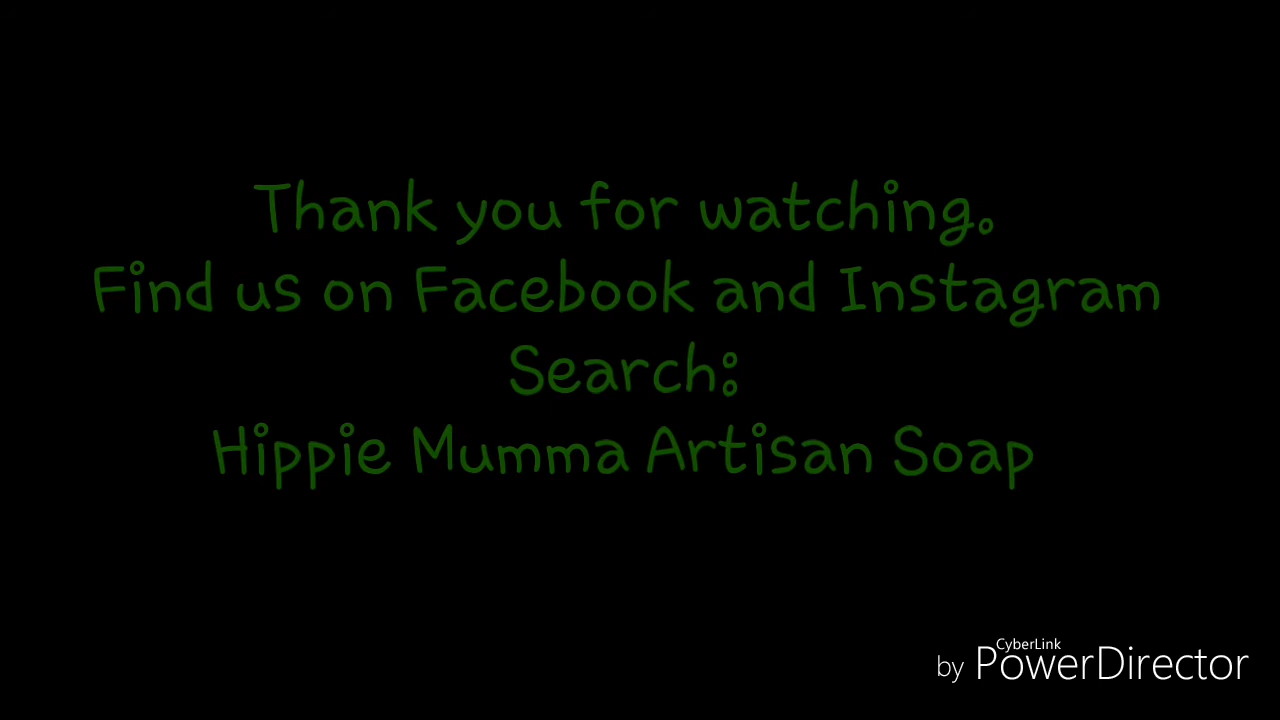 Thank you for watching.
Find us on Facebook and Instagram
Search:
Hippie Mumma Artisan Soap
CyberLink
by PowerDirector